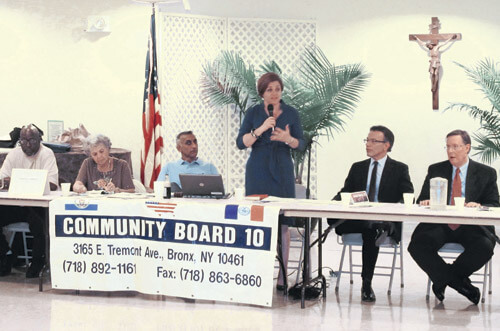 COMMUNITY BOARD 10
3165 E. Tremont Ave., Bronx, NY 10461
(718) 892-1161 Fax: (718) 863-6860